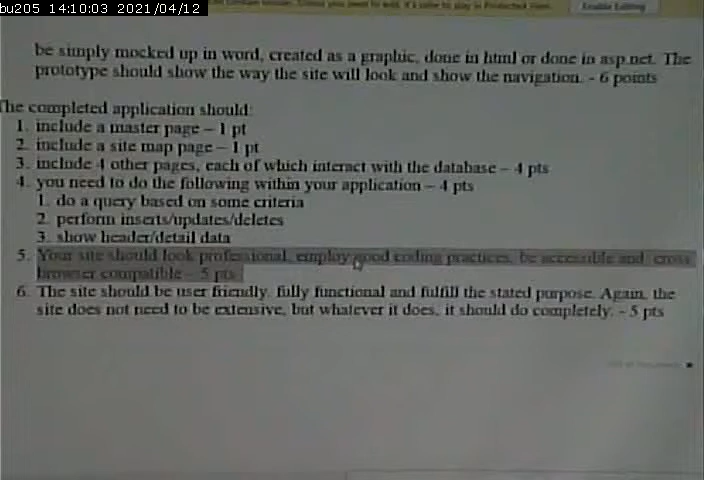 bu205 14:10:03 2021/04/12
Enable Editing
be simply mocked up in word, created as a graphic, done in html or done in asp.net. The
prototype should show the way the site will look and show the navigation. - 6 points
The completed application should:
1. include a master page – 1 pt
2. include a site map page – 1 pt
3. include 4 other pages, each of which interact with the database – 4 pts
4. you need to do the following within your application – 4 pts
1. do a query based on some criteria
2. perform inserts/updates/deletes
3. show header/detail data
5. Your site should look professional, employ good coding practices, be accessible and cross
browser compatible – 5 pts
6. The site should be user friendly, fully functional and fulfill the stated purpose. Again, the
site does not need to be extensive, but whatever it does, it should do completely. - 5 pts